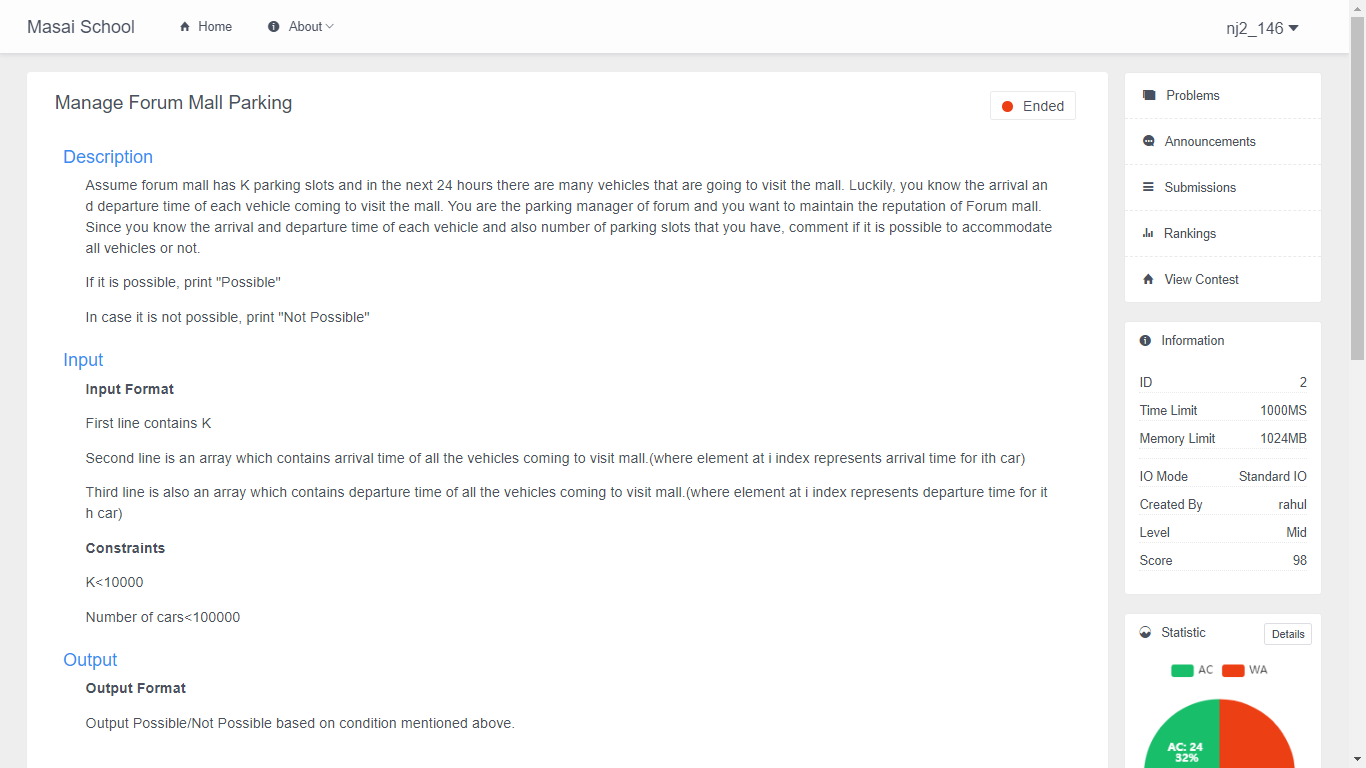 Masai School
Home
About
nj2_146
Manage Forum Mall Parking
Ended
Description
Assume forum mall has K parking slots and in the next 24 hours there are many vehicles that are going to visit the mall. Luckily, you know the arrival an
d departure time of each vehicle coming to visit the mall. You are the parking manager of forum and you want to maintain the reputation of Forum mall.
Since you know the arrival and departure time of each vehicle and also number of parking slots that you have, comment if it is possible to accommodate
all vehicles or not.
If it is possible, print "Possible"
In case it is not possible, print "Not Possible"
Input
Input Format
First line contains K
Second line is an array which contains arrival time of all the vehicles coming to visit mall.(where element at i index represents arrival time for ith car)
Third line is also an array which contains departure time of all the vehicles coming to visit mall.(where element at i index represents departure time for it
h car)
Constraints
K<10000
Number of cars<100000
Output
Output Format
Output Possible/Not Possible based on condition mentioned above.
Problems
Announcements
Submissions
Rankings
View Contest
Information
ID 2
Time Limit 1000MS
Memory Limit 1024MB
IO Mode Standard IO
Created By rahul
Level Mid
Score 98
Statistic Details
AC WA
AC: 24
32%